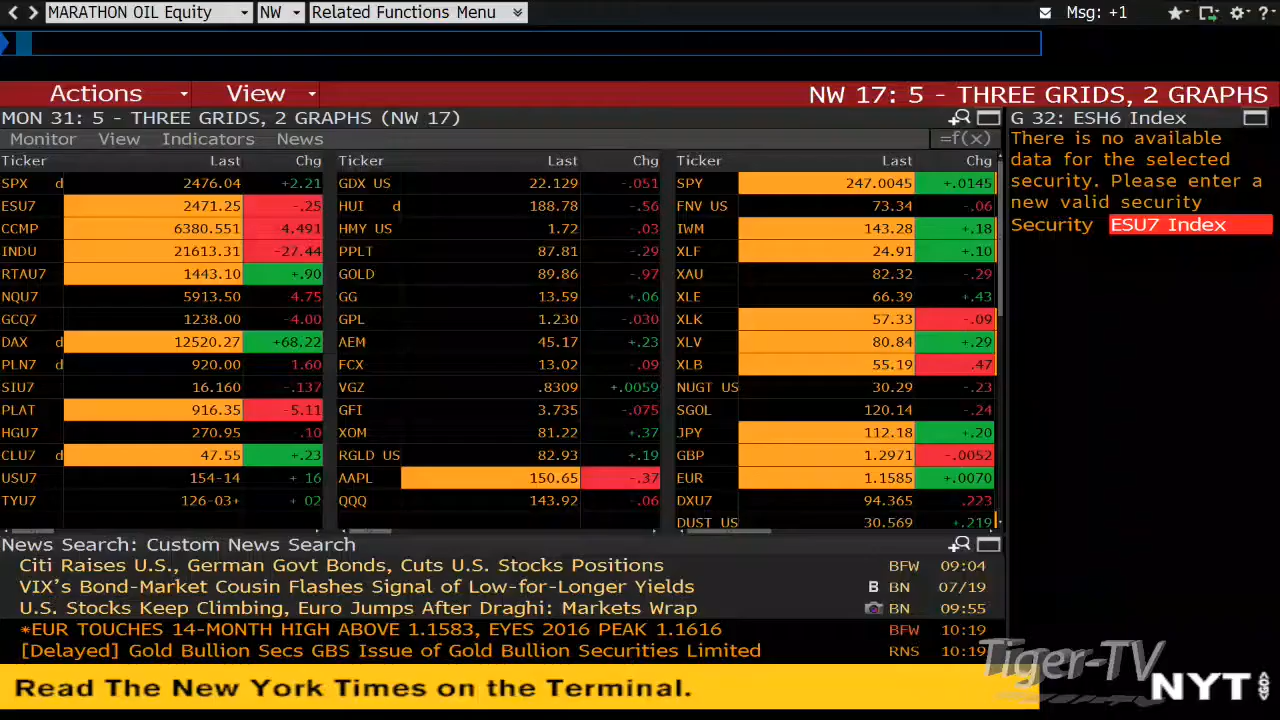 MARATHON OIL Equity NW Related Functions Menu Msg: +1 ?
Actions View NW 17: 5 - THREE GRIDS, 2 GRAPHS
MON 31: 5 - THREE GRIDS, 2 GRAPHS (NW 17) G 32: ESH6 Index
Monitor View Indicators News =f(x)
There is no available
data for the selected
security. Please enter a
new valid security
Security ESU7 Index
Ticker Last Chg Ticker Last Chg Ticker Last Chg
SPX d 2476.04 +2.21 GDX US 22.129 -.051 SPY 247.0045 +.0145
ESU7 2471.25 -.25 HUI d 188.78 -.56 FNV US 73.34 -.06
CCMP 6380.551 -4.491 HMY US 1.72 -.03 IWM 143.28 +.18
INDU 21613.31 -27.44 PPLT 87.81 -.29 XLF 24.91 +.10
RTAU7 1443.10 +.90 GOLD 89.86 -.97 XAU 82.32 -.29
NQU7 5913.50 4.75 GG 13.59 +.06 XLE 66.39 +.43
GCQ7 1238.00 -4.00 GPL 1.230 -.030 XLK 57.33 -.09
DAX d 12520.27 +68.22 AEM 45.17 +.23 XLV 80.84 +.29
PLN7 d 920.00 1.60 FCX 13.02 -.09 XLB 55.19 .47
SIU7 16.160 -.137 VGZ .8309 +.0059 NUGT US 30.29 -.23
PLAT 916.35 -5.11 GFI 3.735 -.075 SGOL 120.14 -.24
HGU7 270.95 -.10 XOM 81.22 +.37 JPY 112.18 +.20
CLU7 d 47.55 +.23 RGLD US 82.93 +.19 GBP 1.2971 -.0052
USU7 154-14 + 16 AAPL 150.65 -.37 EUR 1.1585 +.0070
TYU7 126-03+ + 02 QQQ 143.92 -.06 DXU7 94.365 .223
DUST US 30.569 +.219
News Search: Custom News Search
Citi Raises U.S., German Govt Bonds, Cuts U.S. Stocks Positions BFW 09:04
VIX's Bond-Market Cousin Flashes Signal of Low-for-Longer Yields B BN 07/19
U.S. Stocks Keep Climbing, Euro Jumps After Draghi: Markets Wrap BN 09:55
*EUR TOUCHES 14-MONTH HIGH ABOVE 1.1583, EYES 2016 PEAK 1.1616 BFW 10:19
[Delayed] Gold Bullion Secs GBS Issue of Gold Bullion Securities Limited RNS 10:19
Tiger-TV
Read The New York Times on the Terminal. NYT <GO>